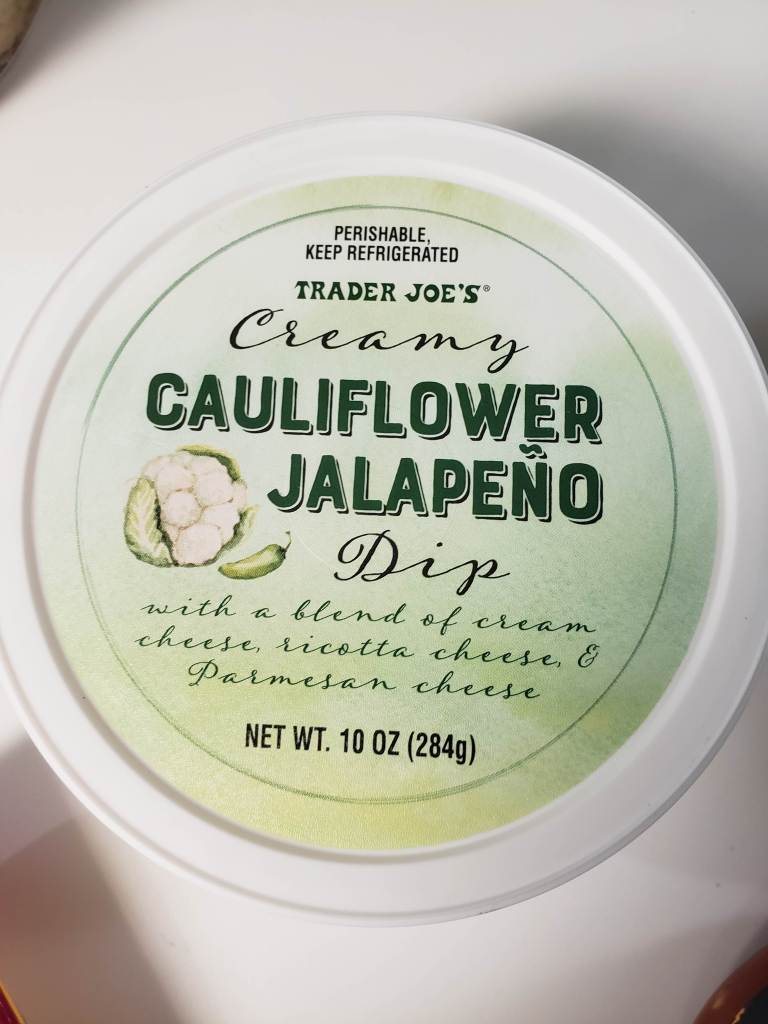 PERISHABLE,
KEEP REFRIGERATED
TRADER JOE'S®
Creamy
CAULIFLOWER
JALAPEÑO
Dip
with a blend of cream
cheese, ricotta cheese, &
Parmesan cheese
NET WT. 10 OZ (284g)